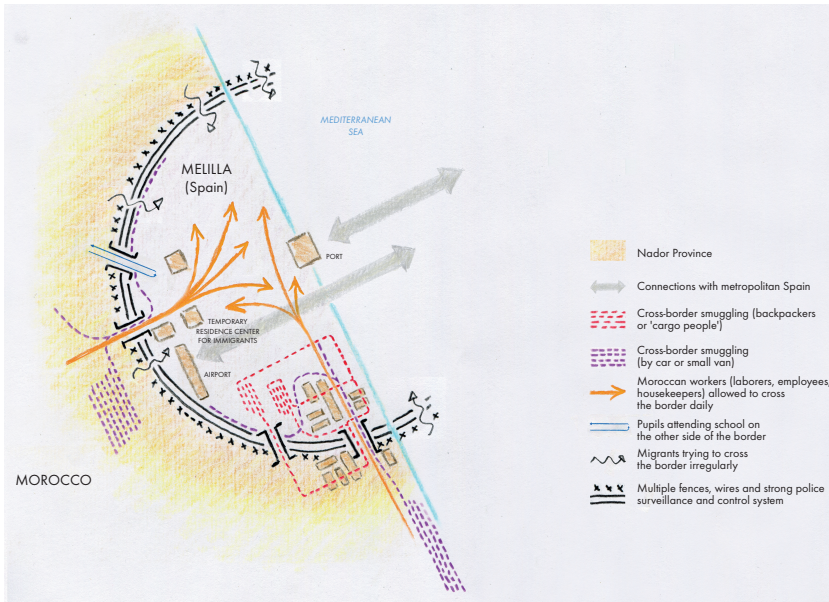 MEDITERRANEAN
SEA
MELILLA
(Spain)
PORT
TEMPORARY
RESIDENCE CENTER
FOR IMMIGRANTS
AIRPORT
MOROCCO
Nador Province
Connections with metropolitan Spain
Cross-border smuggling (backpackers
or 'cargo people')
Cross-border smuggling
(by car or small van)
Moroccan workers (laborers, employees,
housekeepers) allowed to cross
the border daily
Pupils attending school on
the other side of the border
Migrants trying to cross
the border irregularly
Multiple fences, wires and strong police
surveillance and control system